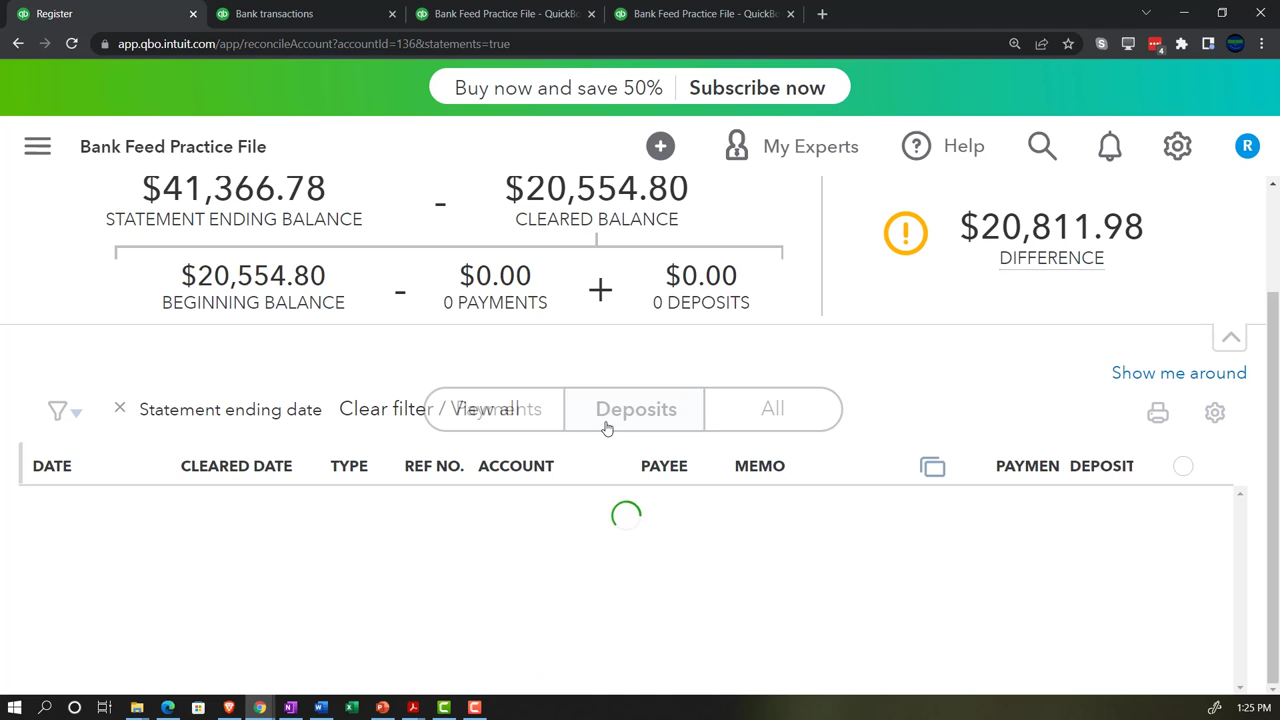 Register
Bank transactions
Bank Feed Practice File - QuickBo
Bank Feed Practice File - QuickBo
app.qbo.intuit.com/app/reconcileAccount?accountId=136&statements=true
4
Buy now and save 50%
Subscribe now
Bank Feed Practice File
My Experts
Help
R
$41,366.78
-
$20,554.80
STATEMENT ENDING BALANCE
CLEARED BALANCE
$20,811.98
DIFFERENCE
$20,554.80
-
$0.00
+
$0.00
BEGINNING BALANCE
0 PAYMENTS
0 DEPOSITS
Show me around
Statement ending date
Clear filter / View all
Payments
Deposits
All
DATE
CLEARED DATE
TYPE
REF NO.
ACCOUNT
PAYEE
MEMO
PAYMEN
DEPOSIT
1:25 PM